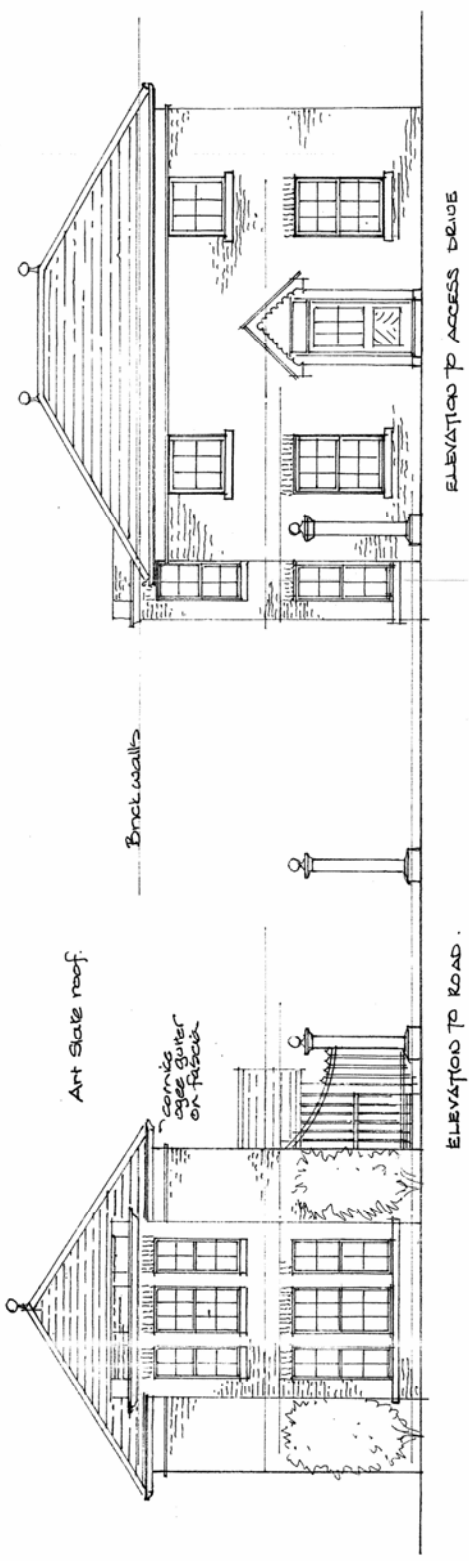 Art Slate roof.
Brick walls
cornice
ogee gutter
on fascia
ELEVATION TO ROAD.
ELEVATION TO ACCESS DRIVE